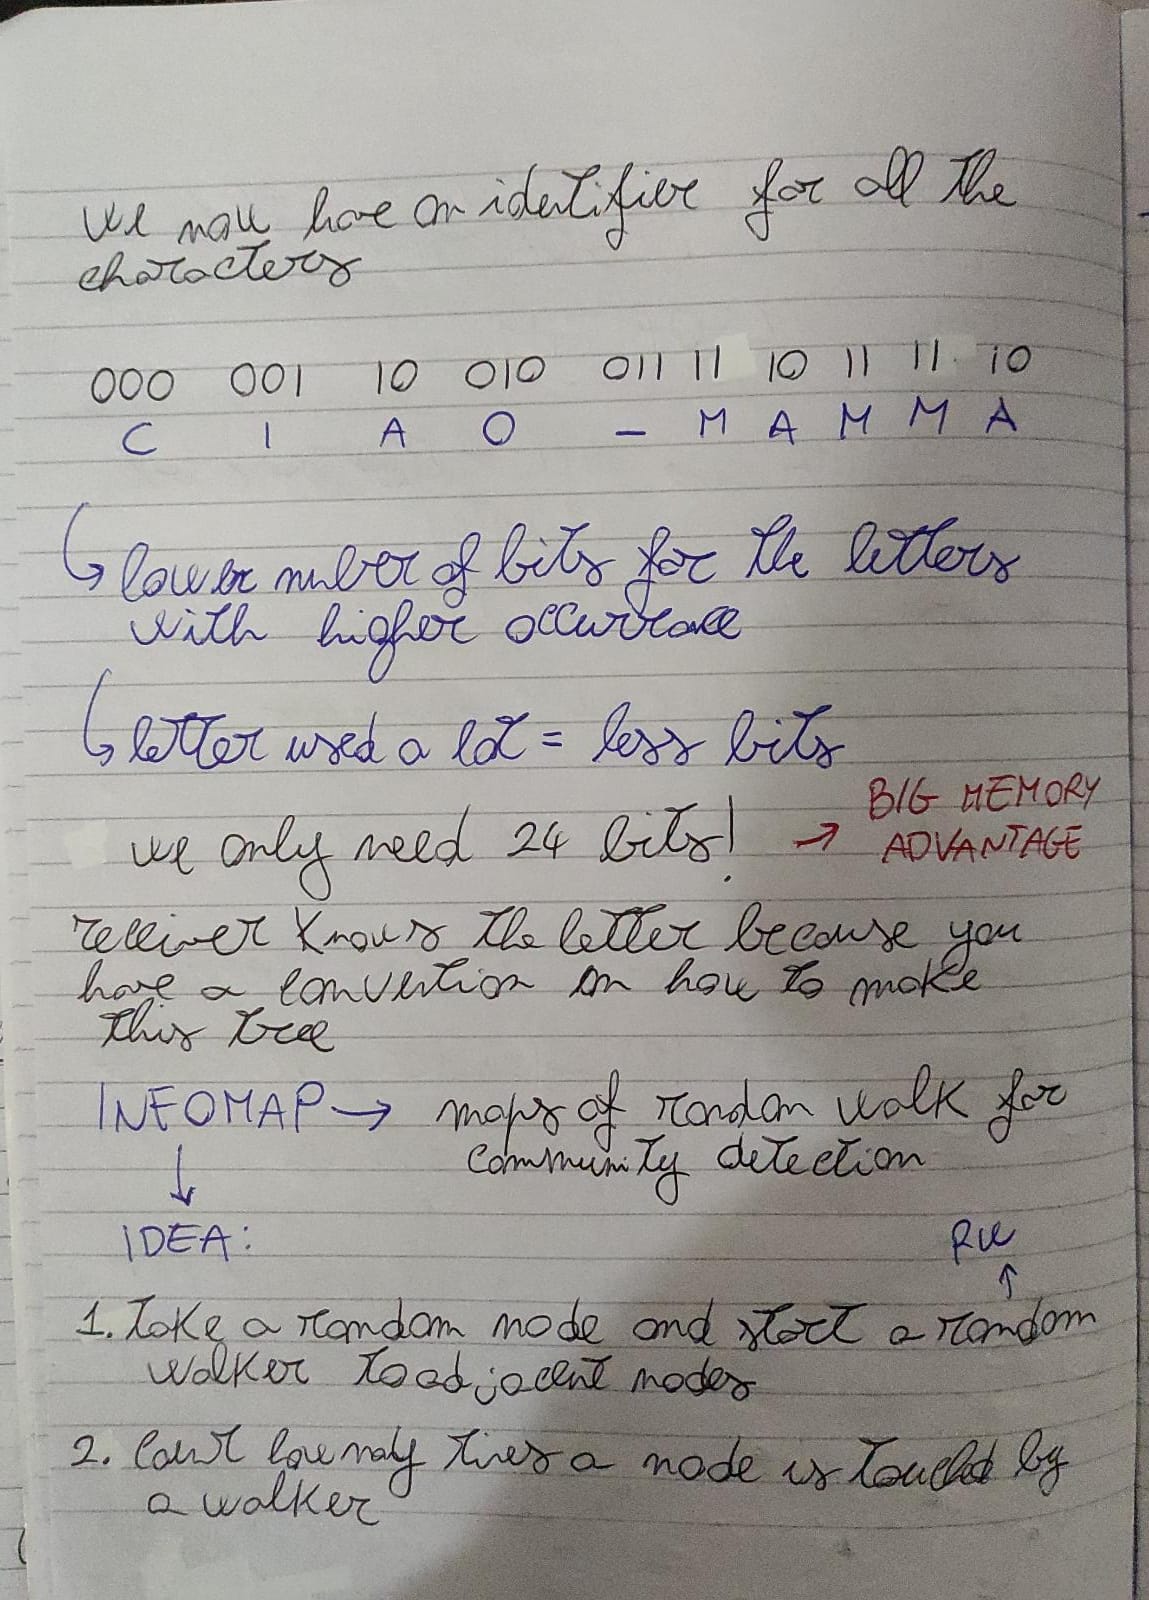 we now have an identifier for all the
characters
000 001 10 010 011 11 10 11 11 10
C I A O _ M A M M A
lower number of bits for the letters
with higher occurrence
letter used a lot = less bits
we only need 24 bits! → BIG MEMORY
ADVANTAGE
receiver knows the letter because you
have a convention on how to make
this tree
INFOMAP → maps of random walk for
community detection
IDEA:
RW
1. Take a random node and start a random
walker to adjacent nodes
2. Count how many times a node is touched by
a walker